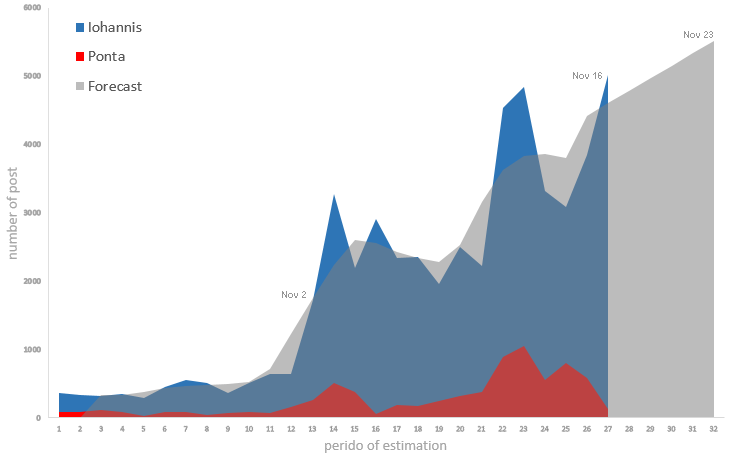 6000
Iohannis
Nov 23
Ponta
5000
Nov 16
Forecast
4000
number of post
3000
2000
Nov 2
1000
0
1 2 3 4 5 6 7 8 9 10 11 12 13 14 15 16 17 18 19 20 21 22 23 24 25 26 27 28 29 30 31 32
perido of estimation